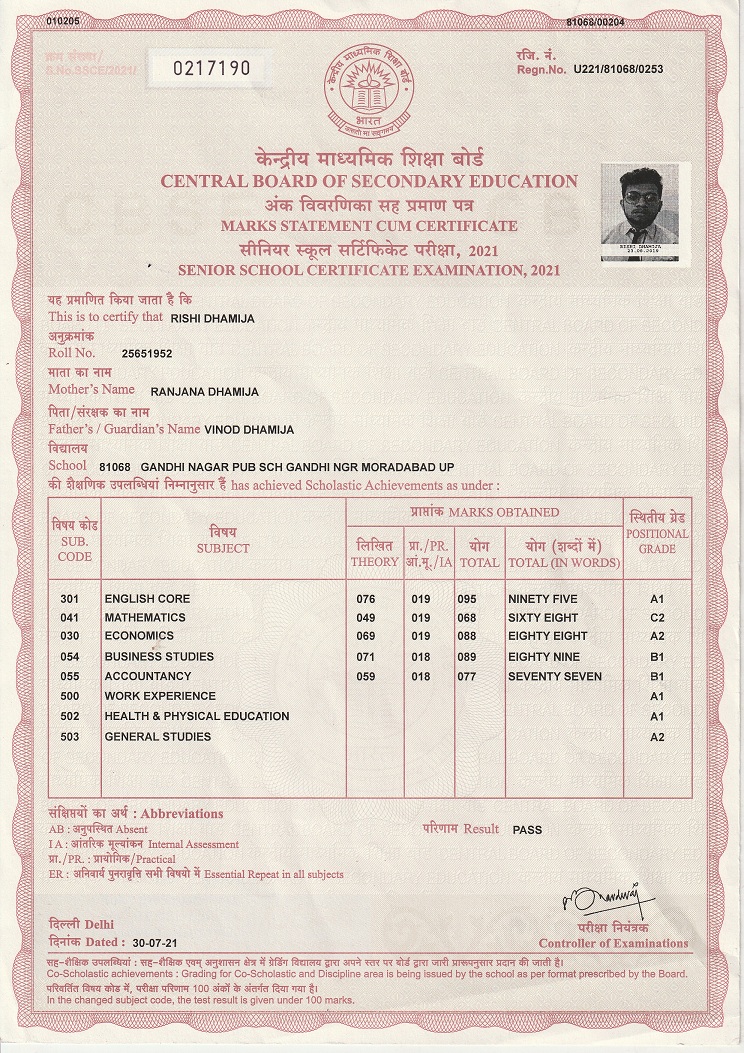 010205
81068/00204
क्रम संख्या/
S.No.SSCE/2021/
0217190
रजि. नं.
Regn.No. U221/81068/0253
केन्द्रीय माध्यमिक शिक्षा बोर्ड
भारत
असतो मा सद्गमय
केन्द्रीय माध्यमिक शिक्षा बोर्ड
CENTRAL BOARD OF SECONDARY EDUCATION
अंक विवरणिका सह प्रमाण पत्र
MARKS STATEMENT CUM CERTIFICATE
सीनियर स्कूल सर्टिफिकेट परीक्षा, 2021
SENIOR SCHOOL CERTIFICATE EXAMINATION, 2021
RISHI DHAMIJA
23.08.2019
यह प्रमाणित किया जाता है कि
This is to certify that RISHI DHAMIJA
अनुक्रमांक
Roll No. 25651952
माता का नाम
Mother's Name RANJANA DHAMIJA
पिता/संरक्षक का नाम
Father's / Guardian's Name VINOD DHAMIJA
विद्यालय
School 81068 GANDHI NAGAR PUB SCH GANDHI NGR MORADABAD UP
की शैक्षणिक उपलब्धियां निम्नानुसार हैं has achieved Scholastic Achievements as under :
विषय कोड
SUB.
CODE
विषय
SUBJECT
प्राप्तांक MARKS OBTAINED
लिखित
THEORY
प्रा./PR.
आं.मू./IA
योग
TOTAL
योग (शब्दों में)
TOTAL (IN WORDS)
स्थितीय ग्रेड
POSITIONAL
GRADE
301 ENGLISH CORE 076 019 095 NINETY FIVE A1
041 MATHEMATICS 049 019 068 SIXTY EIGHT C2
030 ECONOMICS 069 019 088 EIGHTY EIGHT A2
054 BUSINESS STUDIES 071 018 089 EIGHTY NINE B1
055 ACCOUNTANCY 059 018 077 SEVENTY SEVEN B1
500 WORK EXPERIENCE A1
502 HEALTH & PHYSICAL EDUCATION A1
503 GENERAL STUDIES A2
संक्षिप्तियों का अर्थ : Abbreviations
AB : अनुपस्थित Absent
I A : आंतरिक मूल्यांकन Internal Assessment
प्रा./PR. : प्रायोगिक/Practical
ER : अनिवार्य पुनरावृत्ति सभी विषयो में Essential Repeat in all subjects
परिणाम Result PASS
दिल्ली Delhi
दिनांक Dated : 30-07-21
परीक्षा नियंत्रक
Controller of Examinations
सह-शैक्षिक उपलब्धियां : सह-शैक्षिक एवम् अनुशासन क्षेत्र में ग्रेडिंग विद्यालय द्वारा अपने स्तर पर बोर्ड द्वारा जारी प्रारूपनुसार प्रदान की जाती है।
Co-Scholastic achievements : Grading for Co-Scholastic and Discipline area is being issued by the school as per format prescribed by the Board.
परिवर्तित विषय कोड में, परीक्षा परिणाम 100 अंकों के अंतर्गत दिया गया है।
In the changed subject code, the test result is given under 100 marks.